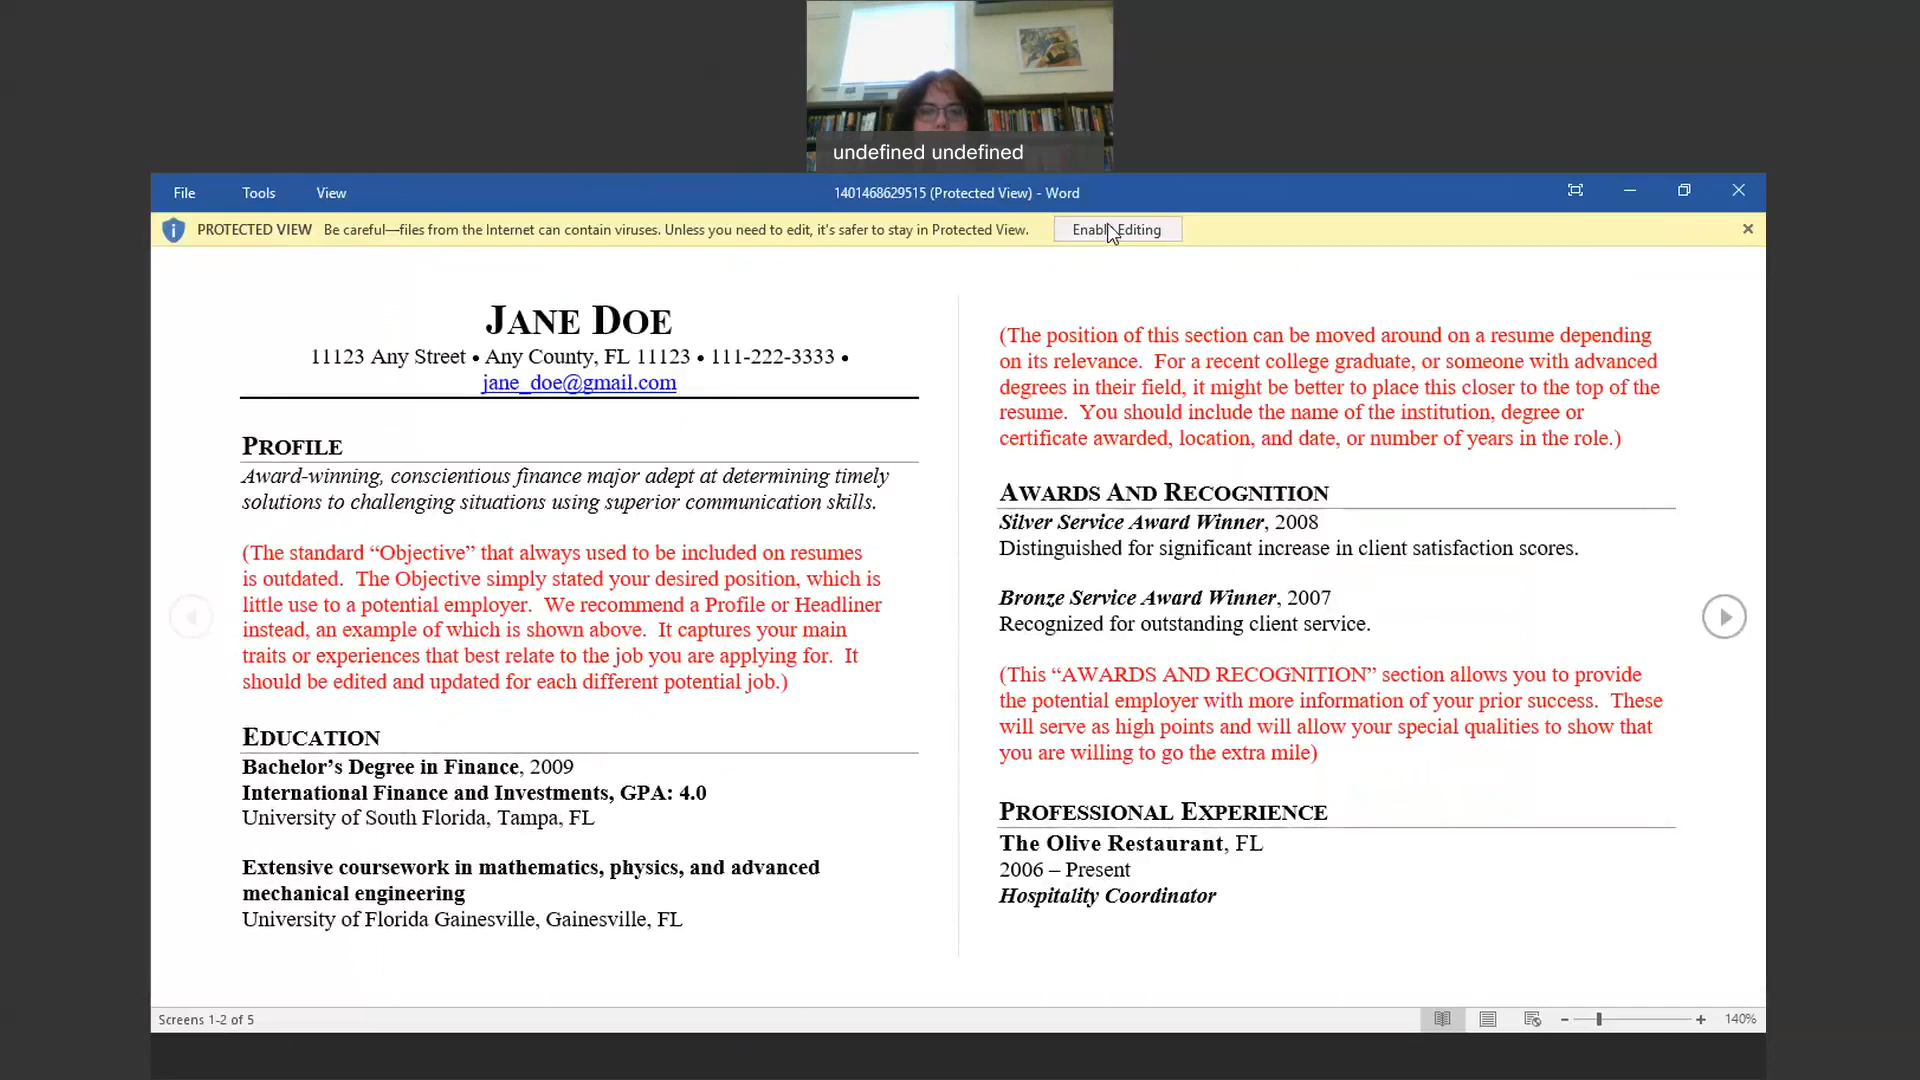 undefined undefined
File Tools View 1401468629515 (Protected View) - Word
PROTECTED VIEW Be careful—files from the Internet can contain viruses. Unless you need to edit, it's safer to stay in Protected View. Enable Editing
JANE DOE
11123 Any Street • Any County, FL 11123 • 111-222-3333 •
jane_doe@gmail.com
PROFILE
Award-winning, conscientious finance major adept at determining timely
solutions to challenging situations using superior communication skills.
(The standard “Objective” that always used to be included on resumes
is outdated. The Objective simply stated your desired position, which is
little use to a potential employer. We recommend a Profile or Headliner
instead, an example of which is shown above. It captures your main
traits or experiences that best relate to the job you are applying for. It
should be edited and updated for each different potential job.)
EDUCATION
Bachelor’s Degree in Finance, 2009
International Finance and Investments, GPA: 4.0
University of South Florida, Tampa, FL
Extensive coursework in mathematics, physics, and advanced
mechanical engineering
University of Florida Gainesville, Gainesville, FL
(The position of this section can be moved around on a resume depending
on its relevance. For a recent college graduate, or someone with advanced
degrees in their field, it might be better to place this closer to the top of the
resume. You should include the name of the institution, degree or
certificate awarded, location, and date, or number of years in the role.)
AWARDS AND RECOGNITION
Silver Service Award Winner, 2008
Distinguished for significant increase in client satisfaction scores.
Bronze Service Award Winner, 2007
Recognized for outstanding client service.
(This “AWARDS AND RECOGNITION” section allows you to provide
the potential employer with more information of your prior success. These
will serve as high points and will allow your special qualities to show that
you are willing to go the extra mile)
PROFESSIONAL EXPERIENCE
The Olive Restaurant, FL
2006 – Present
Hospitality Coordinator
Screens 1-2 of 5
140%